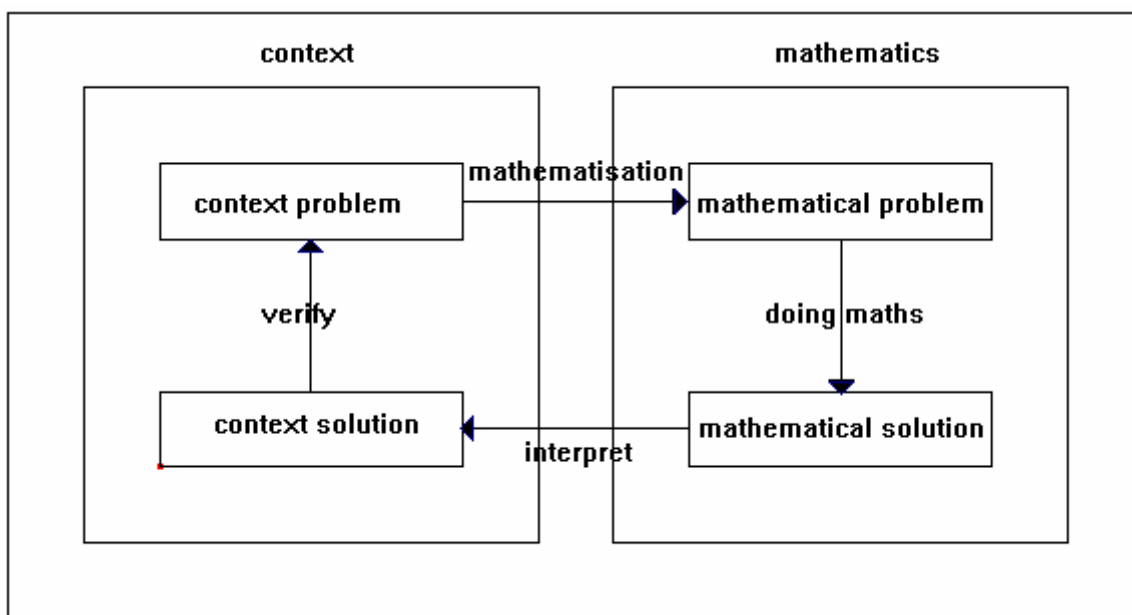 context
mathematics
mathematisation
context problem
mathematical problem
verify
doing maths
context solution
mathematical solution
interpret